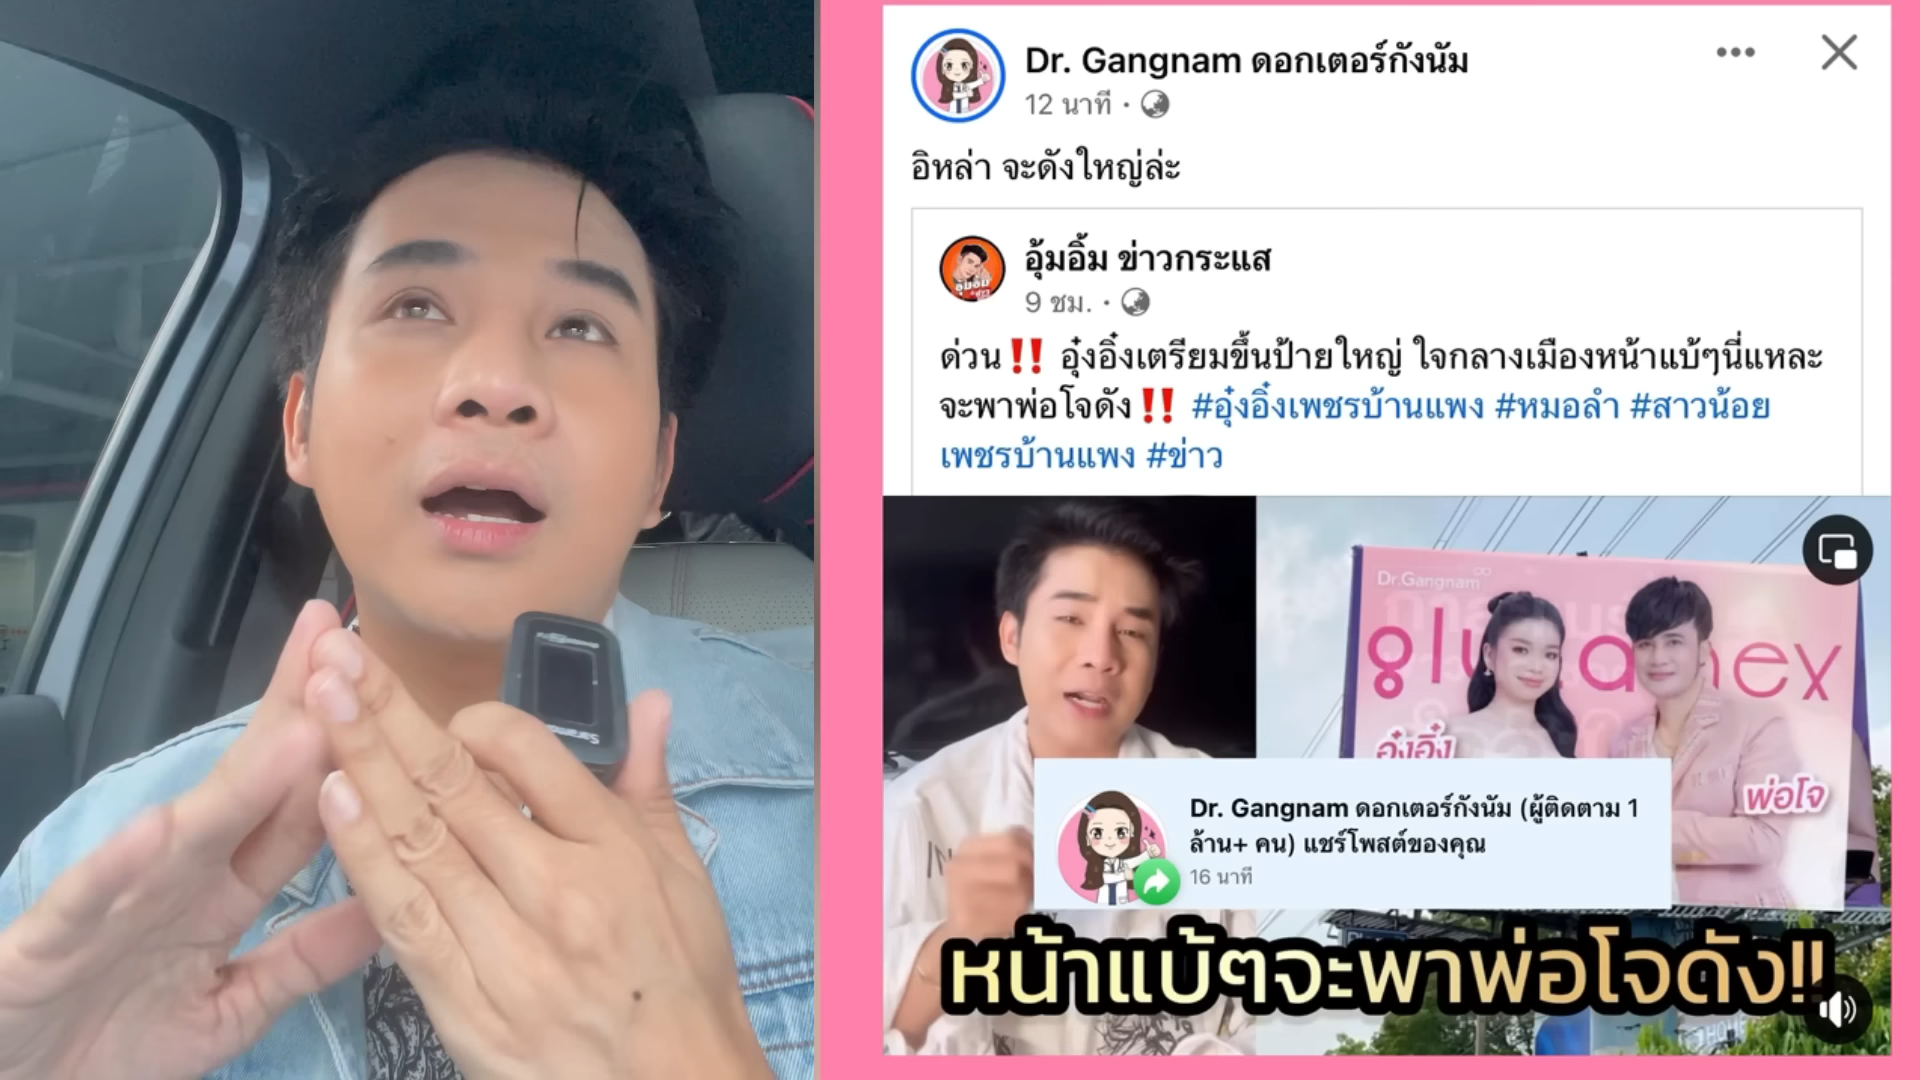 Dr. Gangnam ดอกเตอร์กังนัม
12 นาที ·
อิหล่า จะดังใหญ่ล่ะ
อุ้มอิ้ม ข่าวกระแส
9 ชม. ·
ด่วน‼️ อุ๋งอิ๋งเตรียมขึ้นป้ายใหญ่ ใจกลางเมืองหน้าแบ้ๆนี่แหละ
จะพาพ่อโจดัง‼️ #อุ๋งอิ๋งเพชรบ้านแพง #หมอลำ #สาวน้อย
เพชรบ้านแพง #ข่าว
Dr.Gangnam
อุ๋งอิ๋ง
พ่อโจ
Dr. Gangnam ดอกเตอร์กังนัม (ผู้ติดตาม 1
ล้าน+ คน) แชร์โพสต์ของคุณ
16 นาที
หน้าแบ้ๆจะพาพ่อโจดัง!!